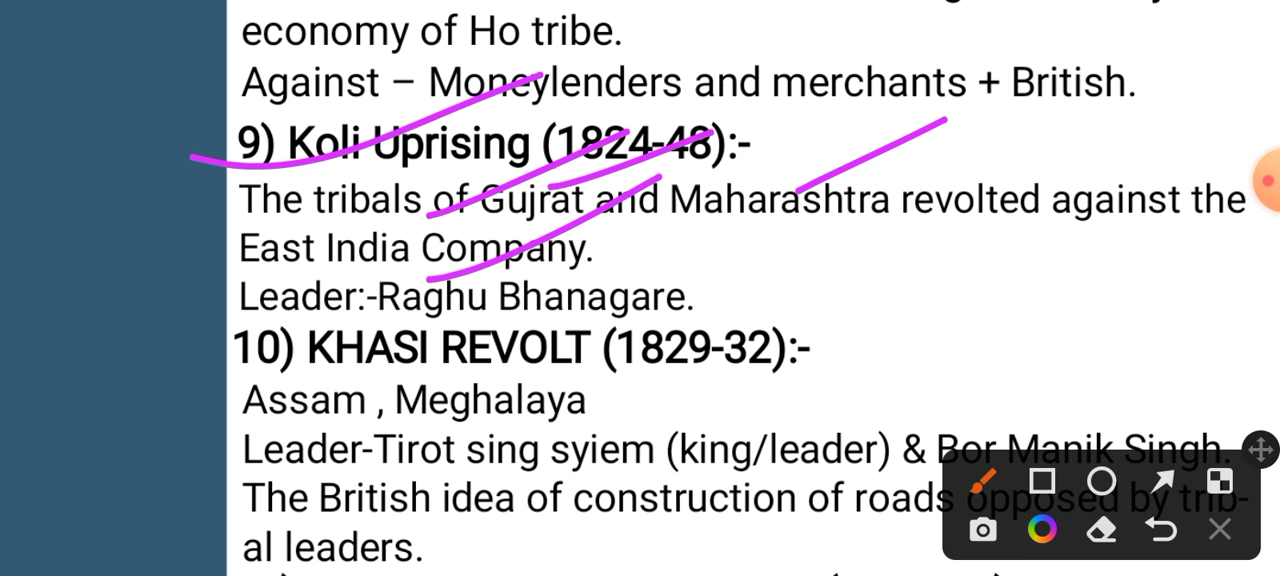 economy of Ho tribe.
Against – Moneylenders and merchants + British.
9) Koli Uprising (1824-48):-
The tribals of Gujrat and Maharashtra revolted against the
East India Company.
Leader:-Raghu Bhanagare.
10) KHASI REVOLT (1829-32):-
Assam , Meghalaya
Leader-Tirot sing syiem (king/leader) & Bor Manik Singh.
The British idea of construction of roads opposed by trib-
al leaders.